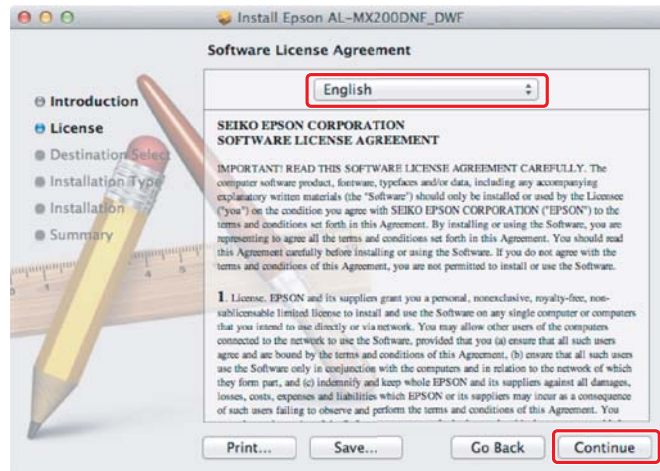 Install Epson AL-MX200DNF_DWF
Software License Agreement
English
Introduction
License
Destination Select
Installation Type
Installation
Summary
SEIKO EPSON CORPORATION
SOFTWARE LICENSE AGREEMENT
IMPORTANT! READ THIS SOFTWARE LICENSE AGREEMENT CAREFULLY. The
computer software product, fontware, typefaces and/or data, including any accompanying
explanatory written materials (the "Software") should only be installed or used by the Licensee
("you") on the condition you agree with SEIKO EPSON CORPORATION ("EPSON") to the
terms and conditions set forth in this Agreement. By installing or using the Software, you are
representing to agree all the terms and conditions set forth in this Agreement. You should read
this Agreement carefully before installing or using the Software. If you do not agree with the
terms and conditions of this Agreement, you are not permitted to install or use the Software.
1. License. EPSON and its suppliers grant you a personal, nonexclusive, royalty-free, non-
sublicensable limited license to install and use the Software on any single computer or computers
that you intend to use directly or via network. You may allow other users of the computers
connected to the network to use the Software, provided that you (a) ensure that all such users
agree and are bound by the terms and conditions of this Agreement, (b) ensure that all such users
use the Software only in conjunction with the computers and in relation to the network of which
they form part, and (c) indemnify and keep whole EPSON and its suppliers against all damages,
losses, costs, expenses and liabilities which EPSON or its suppliers may incur as a consequence
of such users failing to observe and perform the terms and conditions of this Agreement. You
Print...
Save...
Go Back
Continue